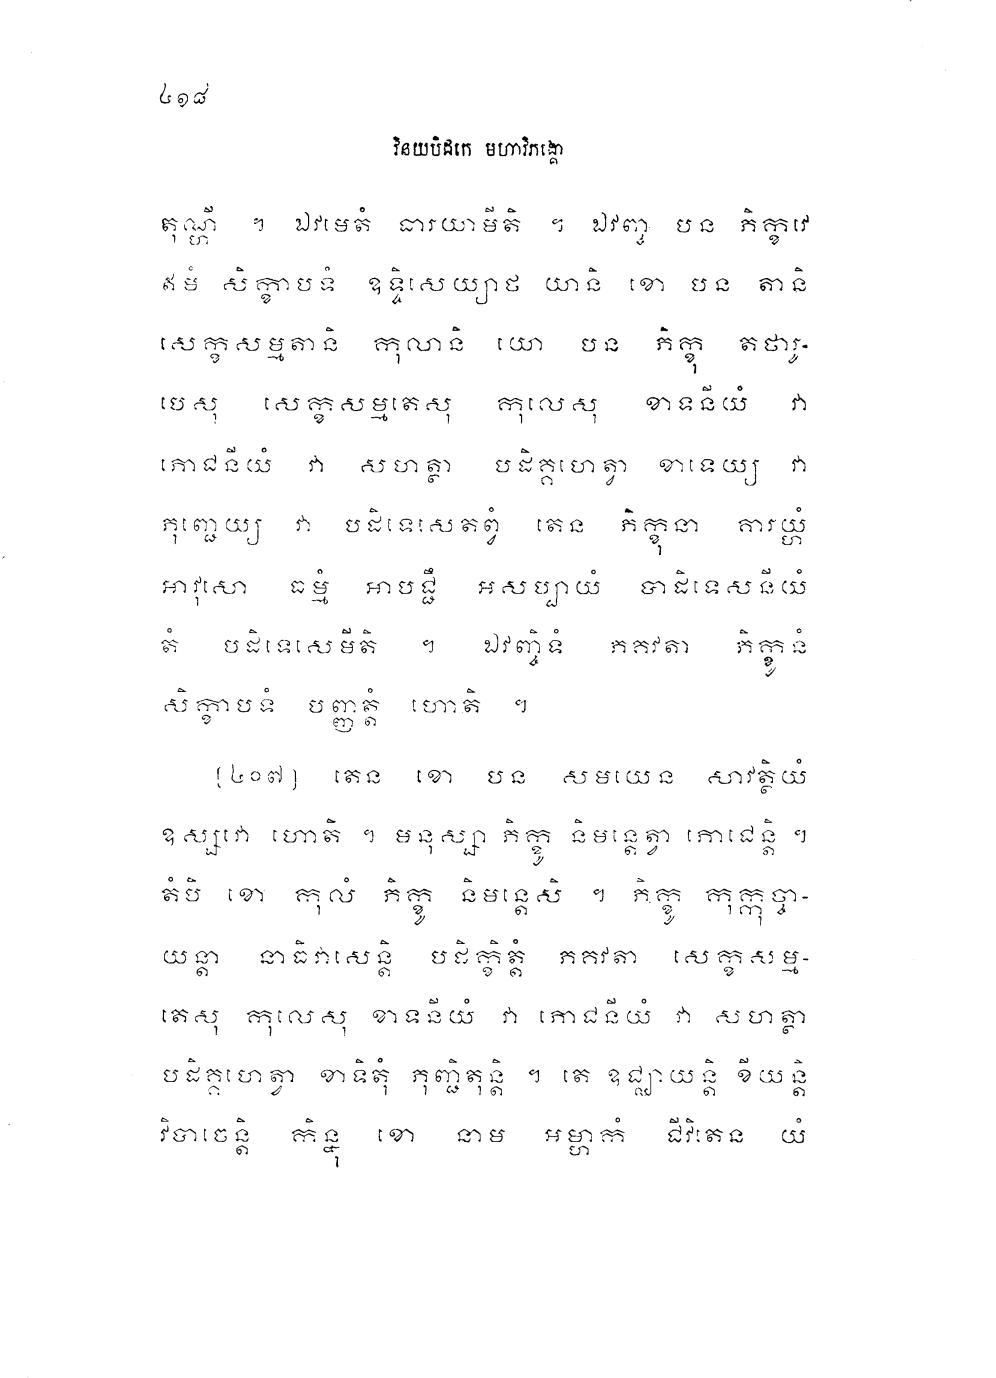 ៤១៨
វិនយបិដកេ មហាវិភង្គោ
តុណ្ហី ។ ឯវមេតំ ធារយាមីតិ ។ ឯវញ្ច បន ភិក្ខវេ
ឥមំ សិក្ខាបទំ ឧទ្ទិសេយ្យាថ យានិ ខោ បន តានិ
សេក្ខសម្មតានិ កុលានិ យោ បន ភិក្ខុ តថារូ-
បេសុ សេក្ខសម្មតេសុ កុលេសុ ខាទនីយំ វា
ភោជនីយំ វា សហត្ថា បដិគ្គហេត្វា ខាទេយ្យ វា
ភុញ្ជេយ្យ វា បដិទេសេតព្វំ តេន ភិក្ខុនា គារយ្ហំ
អាវុសោ ធម្មំ អាបជ្ជឹ អសប្បាយំ បាដិទេសនីយំ
តំ បដិទេសេមីតិ ។ ឯវញ្ចិទំ ភគវតា ភិក្ខូនំ
សិក្ខាបទំ បញ្ញត្តំ ហោតិ ។
[៤០៧] តេន ខោ បន សមយេន សាវត្ថិយំ
ឧស្សវោ ហោតិ ។ មនុស្សា ភិក្ខូ និមន្តេត្វា ភោជេន្តិ ។
តំបិ ខោ កុលំ ភិក្ខូ និមន្តេសិ ។ ភិក្ខូ កុក្កុច្ចា-
យន្តា នាធិវាសេន្តិ បដិក្ខិត្តំ ភគវតា សេក្ខសម្ម-
តេសុ កុលេសុ ខាទនីយំ វា ភោជនីយំ វា សហត្ថា
បដិគ្គហេត្វា ខាទិតុំ ភុញ្ជិតុន្តិ ។ តេ ឧជ្ឈាយន្តិ ខីយន្តិ
វិបាចេន្តិ កិន្នុ ខោ នាម អម្ហាកំ ជីវិតេន យំ